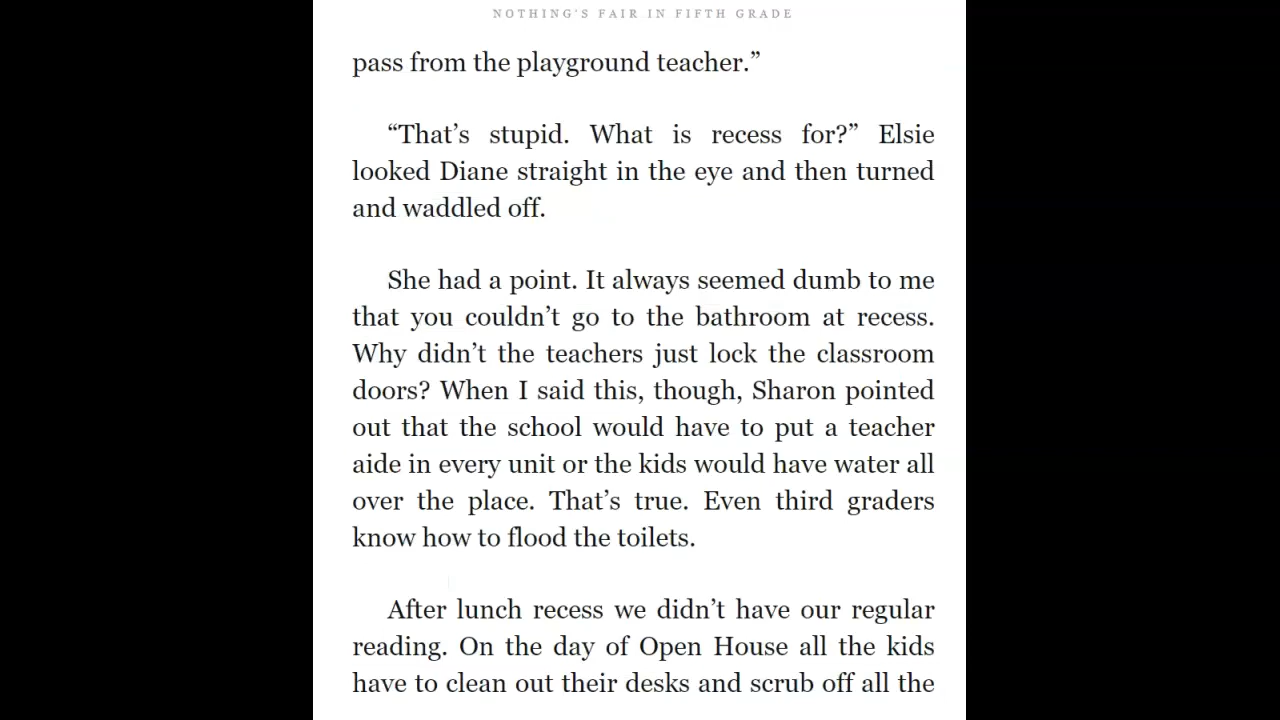 NOTHING'S FAIR IN FIFTH GRADE
pass from the playground teacher.”
“That’s stupid. What is recess for?” Elsie
looked Diane straight in the eye and then turned
and waddled off.
She had a point. It always seemed dumb to me
that you couldn’t go to the bathroom at recess.
Why didn’t the teachers just lock the classroom
doors? When I said this, though, Sharon pointed
out that the school would have to put a teacher
aide in every unit or the kids would have water all
over the place. That’s true. Even third graders
know how to flood the toilets.
After lunch recess we didn’t have our regular
reading. On the day of Open House all the kids
have to clean out their desks and scrub off all the